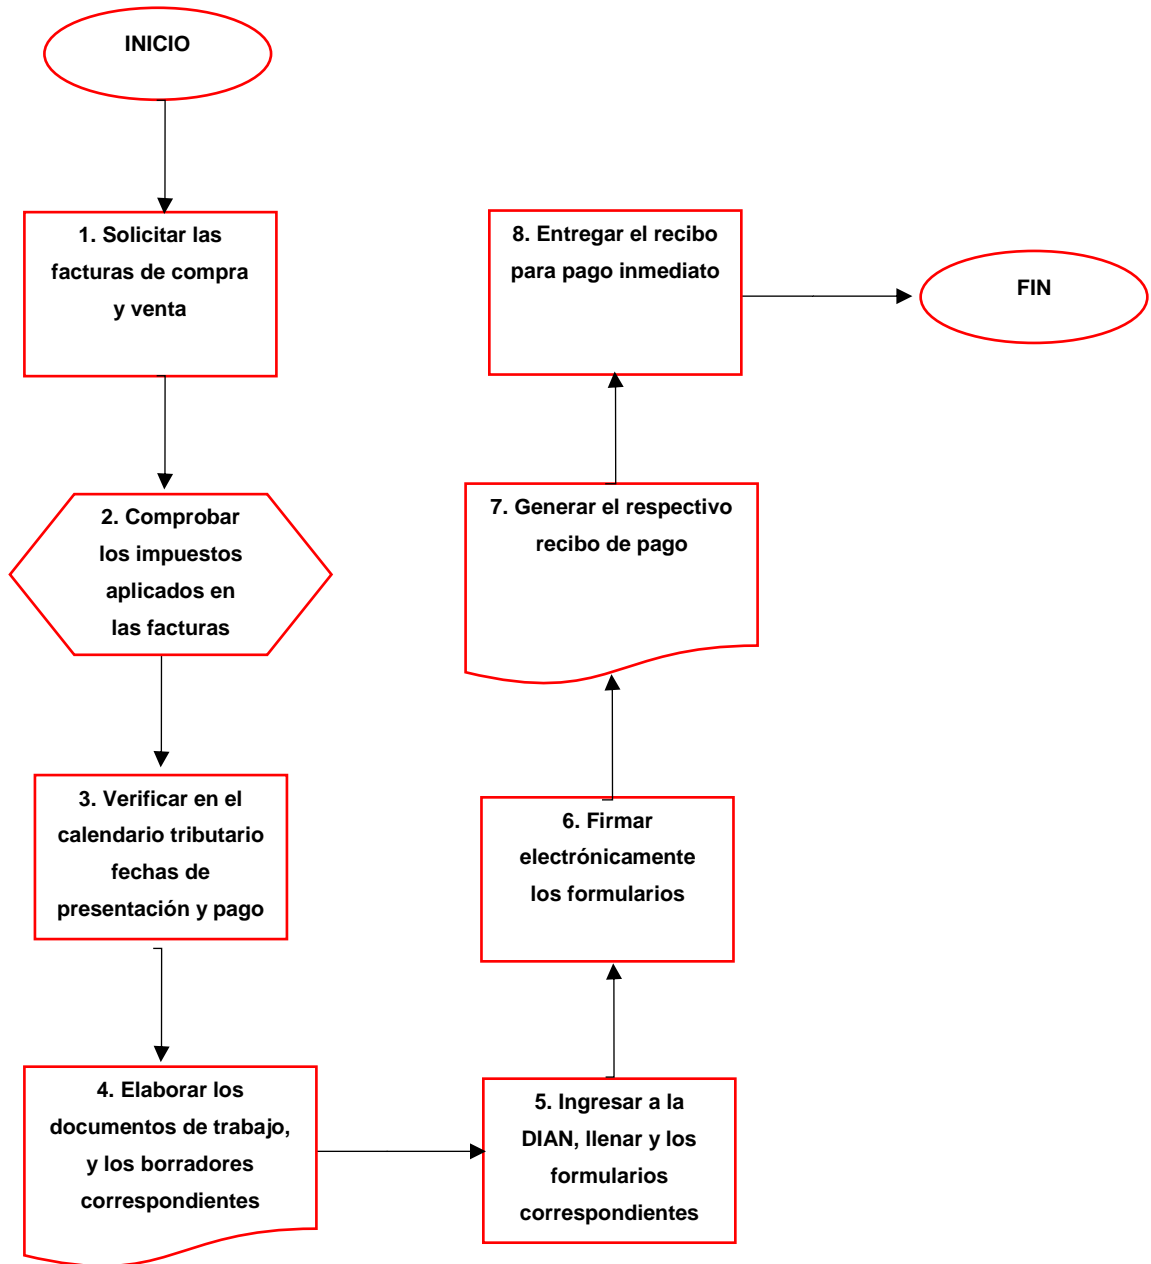 INICIO
1. Solicitar las
facturas de compra
y venta
2. Comprobar
los impuestos
aplicados en
las facturas
3. Verificar en el
calendario tributario
fechas de
presentación y pago
4. Elaborar los
documentos de trabajo,
y los borradores
correspondientes
5. Ingresar a la
DIAN, llenar y los
formularios
correspondientes
6. Firmar
electrónicamente
los formularios
7. Generar el respectivo
recibo de pago
8. Entregar el recibo
para pago inmediato
FIN